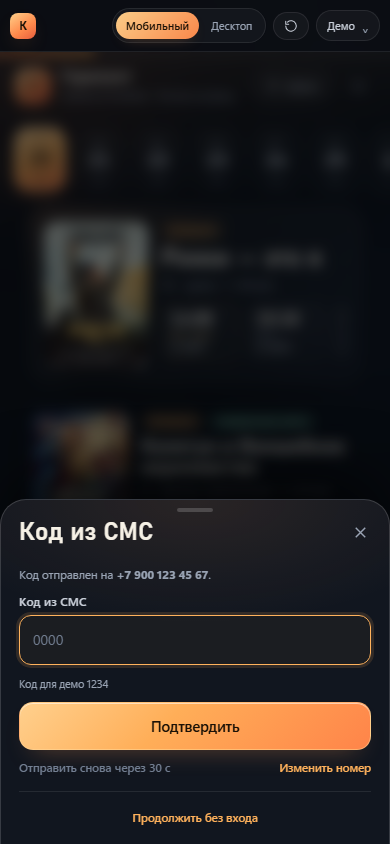 К
Мобильный
Десктоп
Демо
Код из СМС
Код отправлен на +7 900 123 45 67.
Код из СМС
0000
Код для демо 1234
Подтвердить
Отправить снова через 30 с
Изменить номер
Продолжить без входа